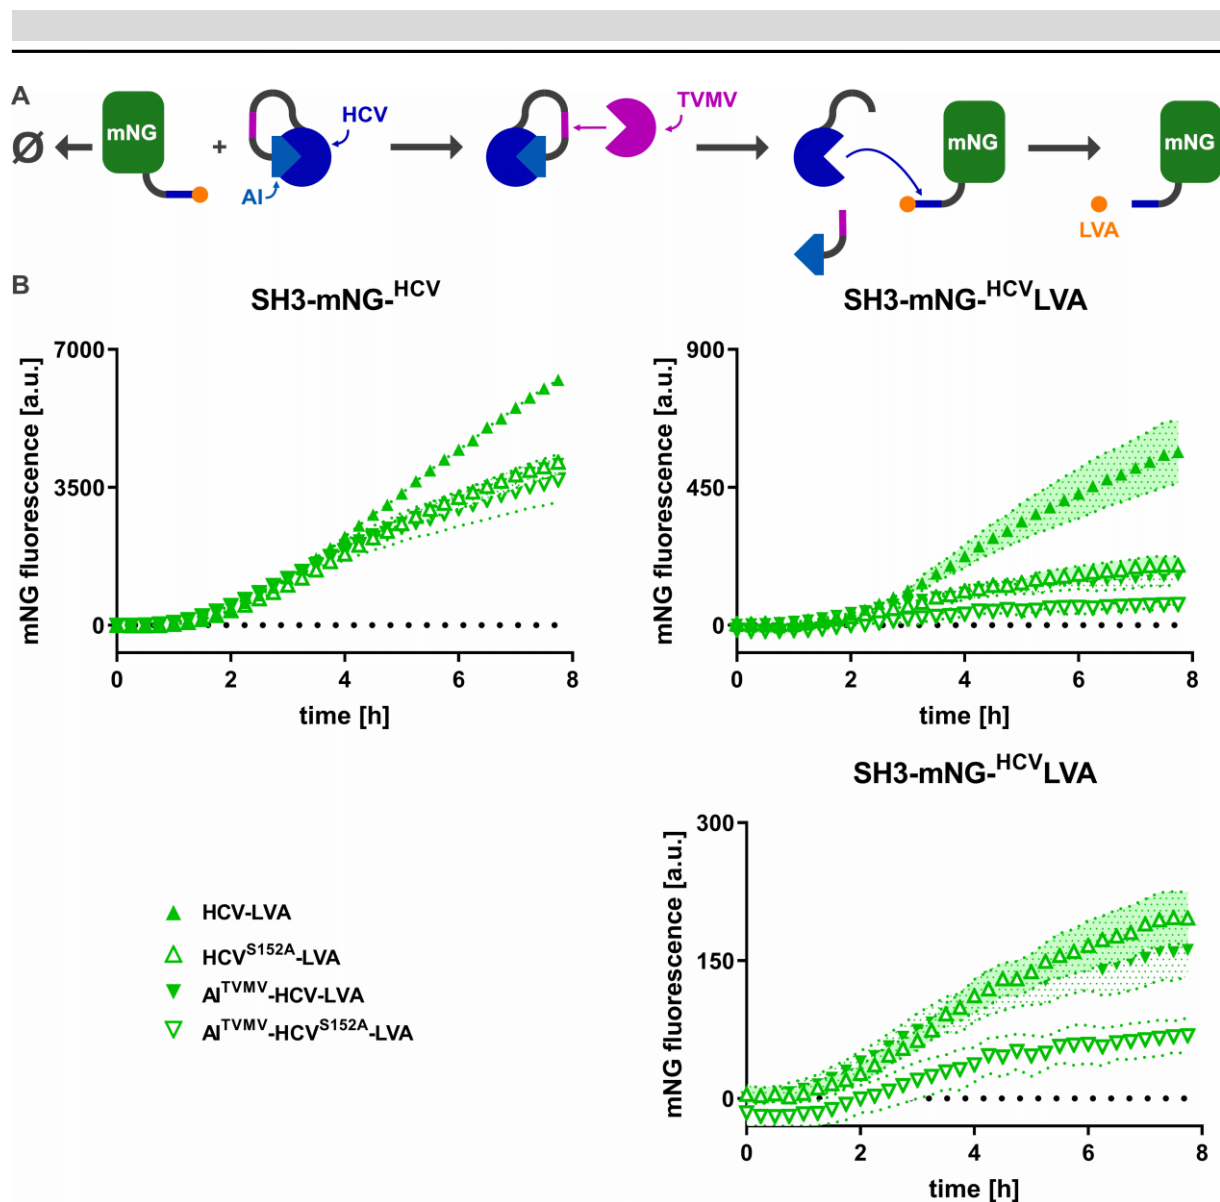 A
mNG
+
HCV
AI
TVMV
mNG
mNG
LVA
Ø
B
SH3-mNG-HCV
SH3-mNG-HCVLVA
mNG fluorescence [a.u.]
7000
3500
0
0 2 4 6 8
time [h]
mNG fluorescence [a.u.]
900
450
0
0 2 4 6 8
time [h]
SH3-mNG-HCVLVA
HCV-LVA
HCVS152A-LVA
AITVMV-HCV-LVA
AITVMV-HCVS152A-LVA
mNG fluorescence [a.u.]
300
150
0
0 2 4 6 8
time [h]